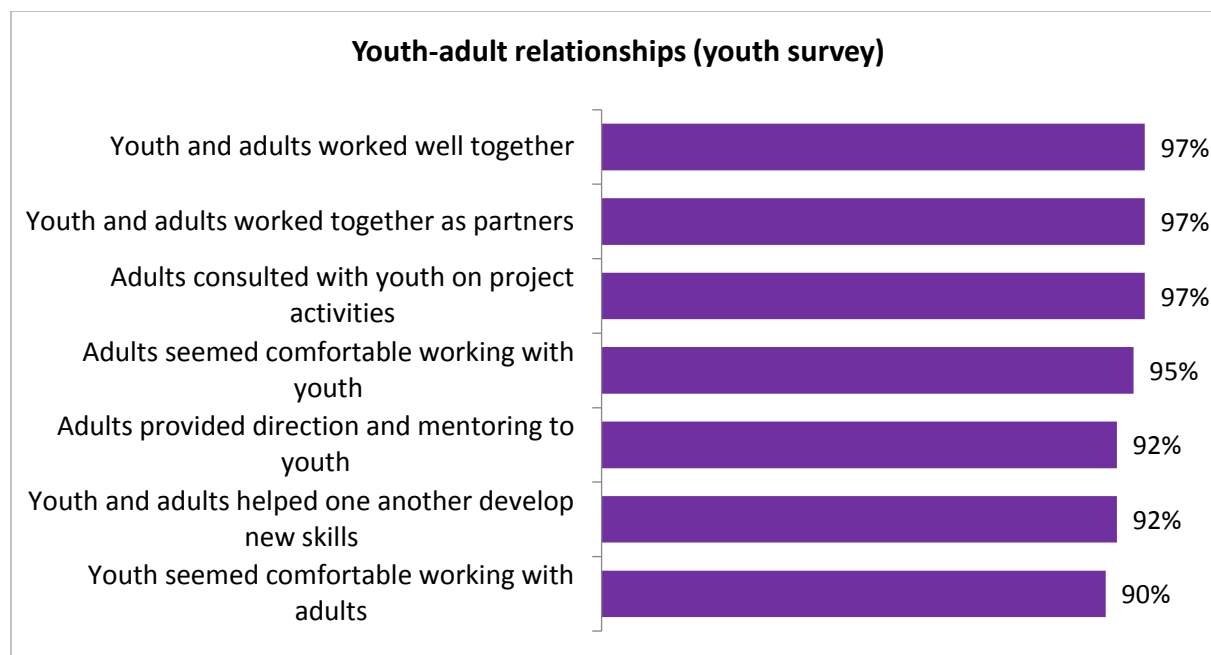 Youth-adult relationships (youth survey)
Youth and adults worked well together
97%
Youth and adults worked together as partners
97%
Adults consulted with youth on project
activities
97%
Adults seemed comfortable working with
youth
95%
Adults provided direction and mentoring to
youth
92%
Youth and adults helped one another develop
new skills
92%
Youth seemed comfortable working with
adults
90%